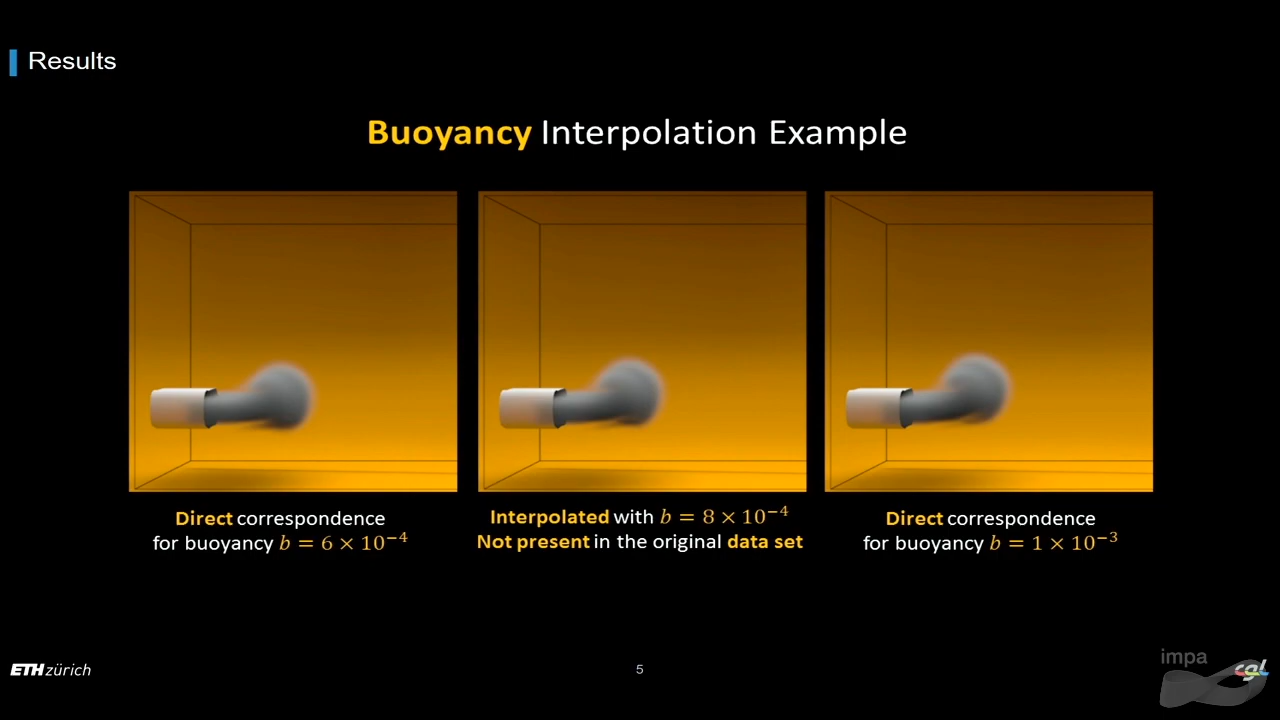 Results
Buoyancy Interpolation Example
Direct correspondence
for buoyancy b = 6 × 10⁻⁴
Interpolated with b = 8 × 10⁻⁴
Not present in the original data set
Direct correspondence
for buoyancy b = 1 × 10⁻³
ETH zürich
5
impa
cgl